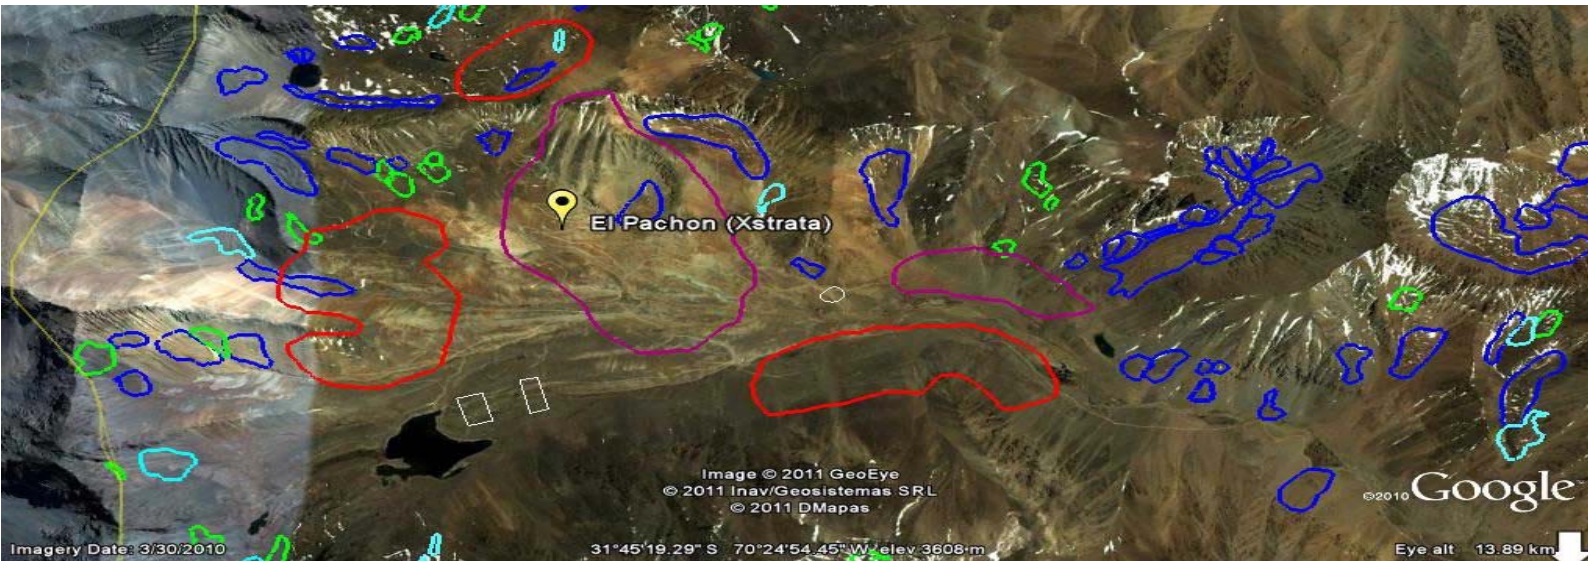 El Pachon (Xstrata)
Image © 2011 GeoEye
© 2011 Inav/Geosistemas SRL
© 2011 DMapas
©2010 Google
Imagery Date: 3/30/2010
31°45'19.29" S 70°24'54.45" W elev 3608 m
Eye alt 13.89 km